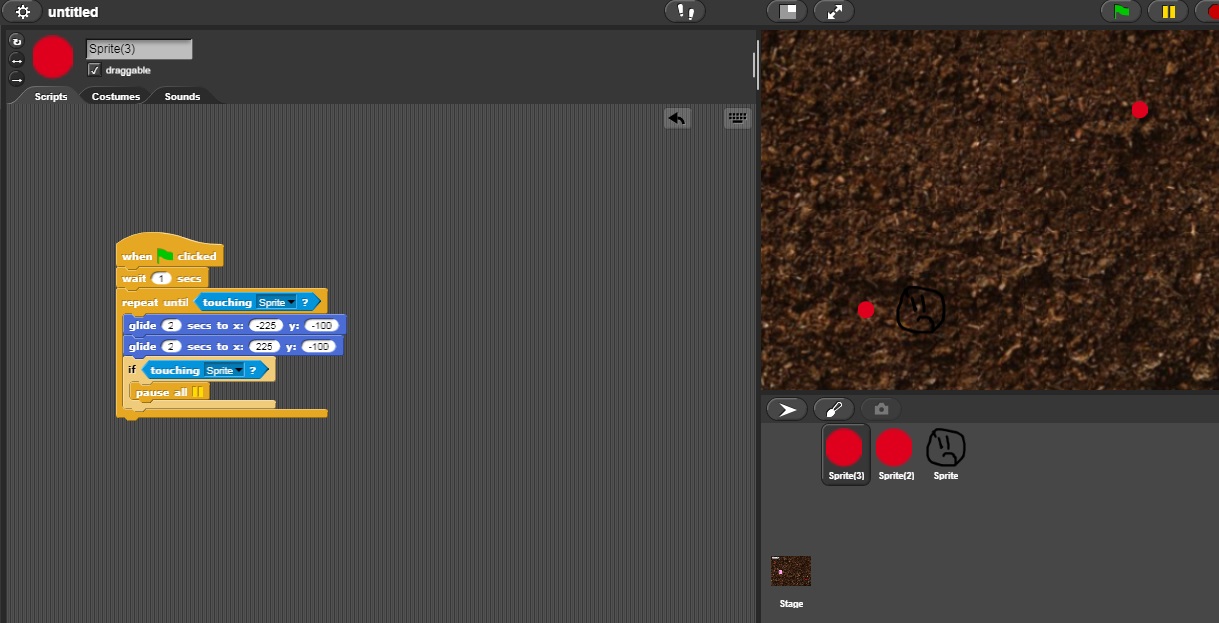 untitled
Sprite(3)
draggable
Scripts Costumes Sounds
when clicked
wait 1 secs
repeat until touching Sprite ?
glide 2 secs to x: -225 y: -100
glide 2 secs to x: 225 y: -100
if touching Sprite ?
pause all
Sprite(3) Sprite(2) Sprite
Stage